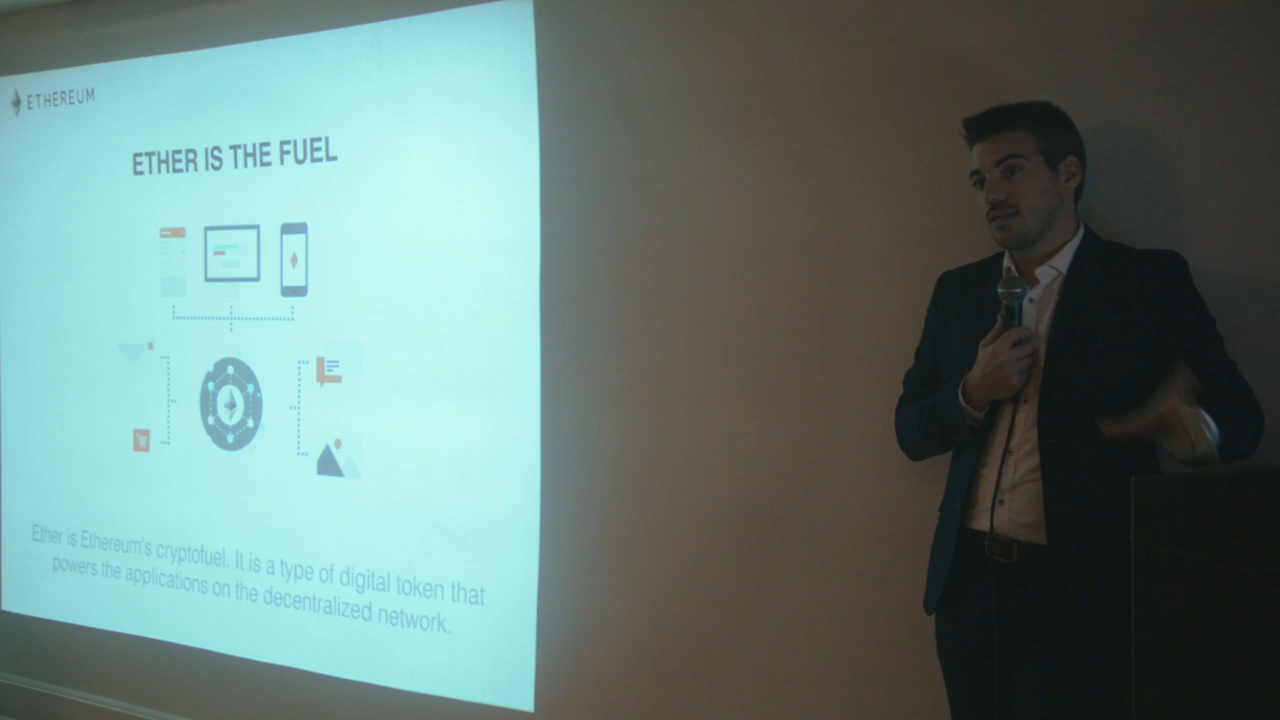 ETHEREUM
ETHER IS THE FUEL
Ether is Ethereum's cryptofuel. It is a type of digital token that
powers the applications on the decentralized network.